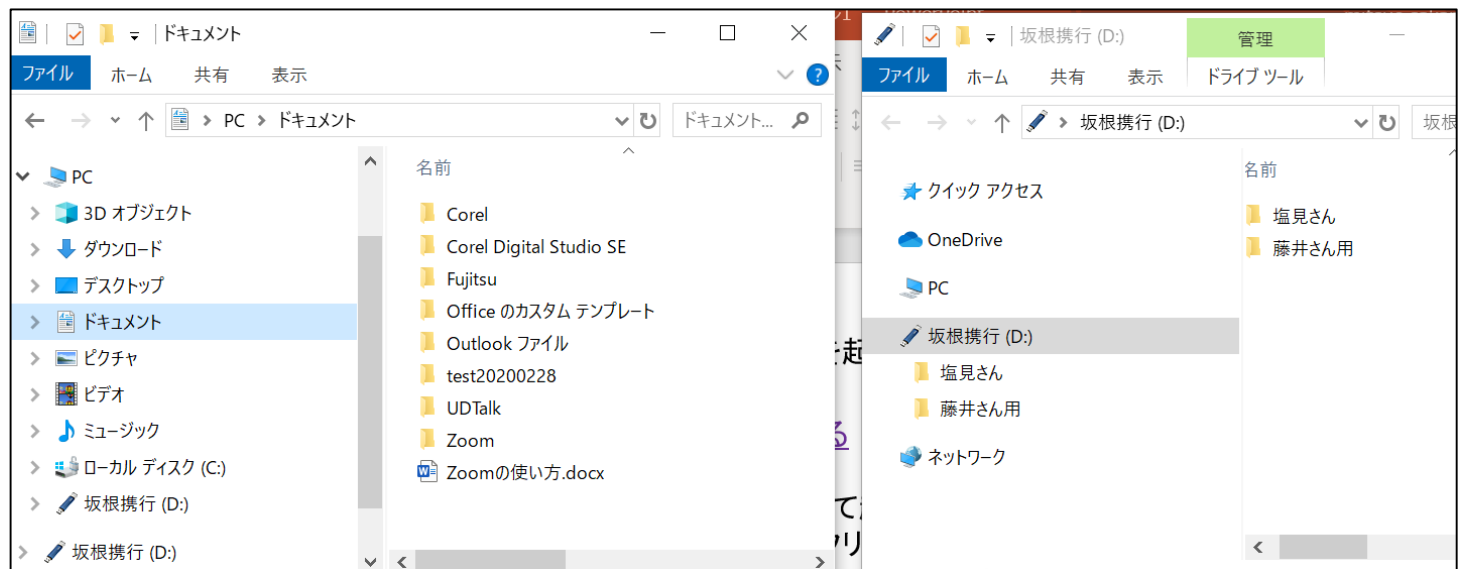 ドキュメント
ファイル ホーム 共有 表示
PC ドキュメント
ドキュメント...
PC
3D オブジェクト
ダウンロード
デスクトップ
ドキュメント
ピクチャ
ビデオ
ミュージック
ローカル ディスク (C:)
坂根携行 (D:)
坂根携行 (D:)
名前
Corel
Corel Digital Studio SE
Fujitsu
Office のカスタム テンプレート
Outlook ファイル
test20200228
UDTalk
Zoom
Zoomの使い方.docx
を起
る
て
クリ
坂根携行 (D:)
管理
ファイル ホーム 共有 表示 ドライブ ツール
坂根携行 (D:)
坂根
クイック アクセス
OneDrive
PC
坂根携行 (D:)
塩見さん
藤井さん用
ネットワーク
名前
塩見さん
藤井さん用